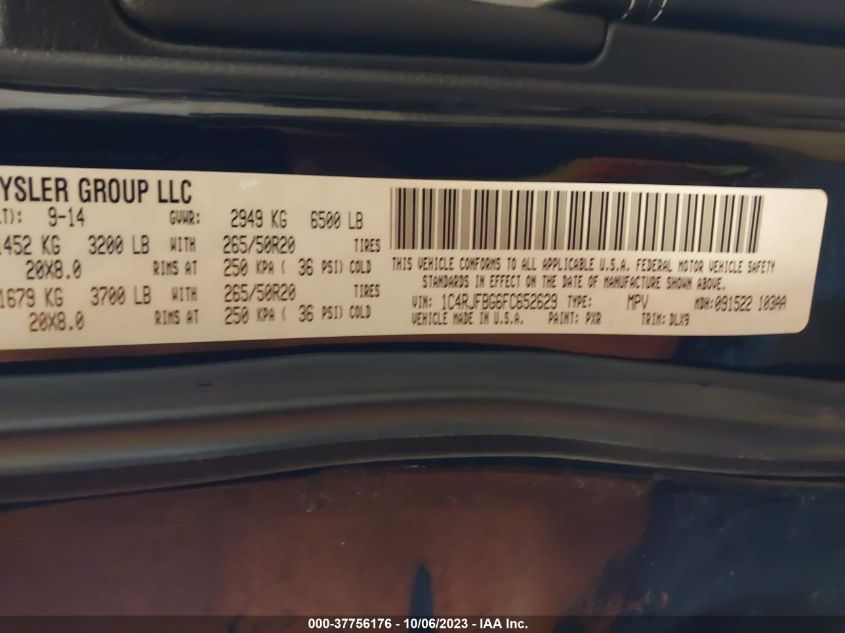 YSLER GROUP LLC
LT): 9-14 GVWR: 2949 KG 6500 LB
1452 KG 3200 LB WITH 265/50R20 TIRES
20X8.0 RIMS AT 250 KPA ( 36 PSI) COLD
1679 KG 3700 LB WITH 265/50R20 TIRES
20X8.0 RIMS AT 250 KPA ( 36 PSI) COLD
THIS VEHICLE CONFORMS TO ALL APPLICABLE U.S.A. FEDERAL MOTOR VEHICLE SAFETY
STANDARDS IN EFFECT ON THE DATE OF MANUFACTURE SHOWN ABOVE.
VIN: 1C4RJFBG6FC652629 TYPE: MPV MDH: 091522 103AA
VEHICLE MADE IN U.S.A. PAINT: PXR TRIM: DLX9
000-37756176 - 10/06/2023 - IAA Inc.